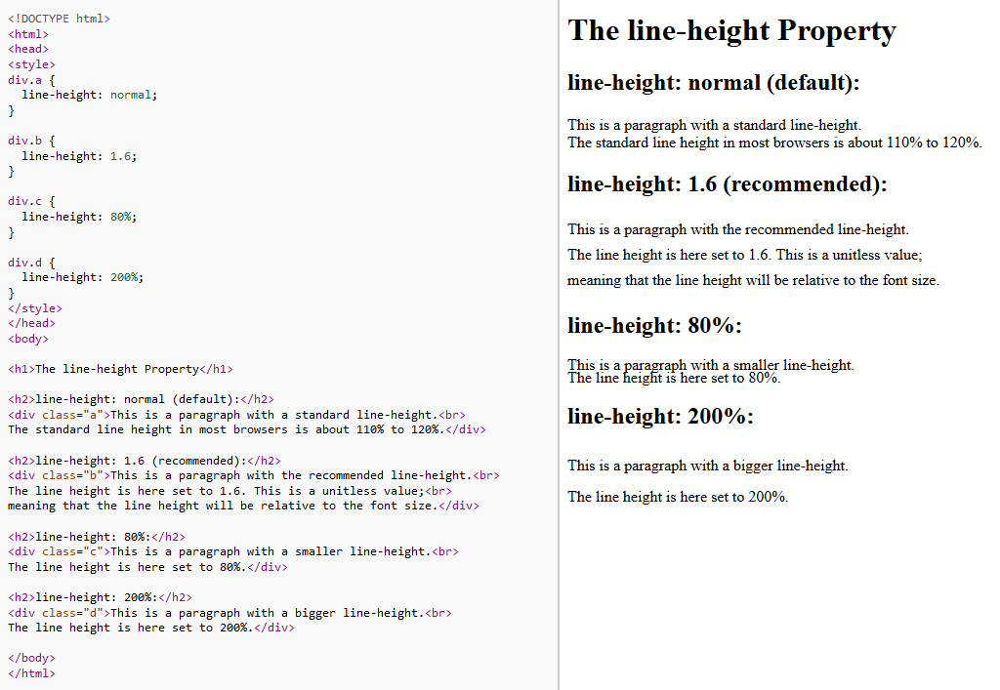 <!DOCTYPE html>
<html>
<head>
<style>
div.a {
  line-height: normal;
}

div.b {
  line-height: 1.6;
}

div.c {
  line-height: 80%;
}

div.d {
  line-height: 200%;
}
</style>
</head>
<body>

<h1>The line-height Property</h1>

<h2>line-height: normal (default):</h2>
<div class="a">This is a paragraph with a standard line-height.<br>
The standard line height in most browsers is about 110% to 120%.</div>

<h2>line-height: 1.6 (recommended):</h2>
<div class="b">This is a paragraph with the recommended line-height.<br>
The line height is here set to 1.6. This is a unitless value;<br>
meaning that the line height will be relative to the font size.</div>

<h2>line-height: 80%:</h2>
<div class="c">This is a paragraph with a smaller line-height.<br>
The line height is here set to 80%.</div>

<h2>line-height: 200%:</h2>
<div class="d">This is a paragraph with a bigger line-height.<br>
The line height is here set to 200%.</div>

</body>
</html>

The line-height Property
line-height: normal (default):
This is a paragraph with a standard line-height.
The standard line height in most browsers is about 110% to 120%.
line-height: 1.6 (recommended):
This is a paragraph with the recommended line-height.
The line height is here set to 1.6. This is a unitless value;
meaning that the line height will be relative to the font size.
line-height: 80%:
This is a paragraph with a smaller line-height.
The line height is here set to 80%.
line-height: 200%:
This is a paragraph with a bigger line-height.
The line height is here set to 200%.